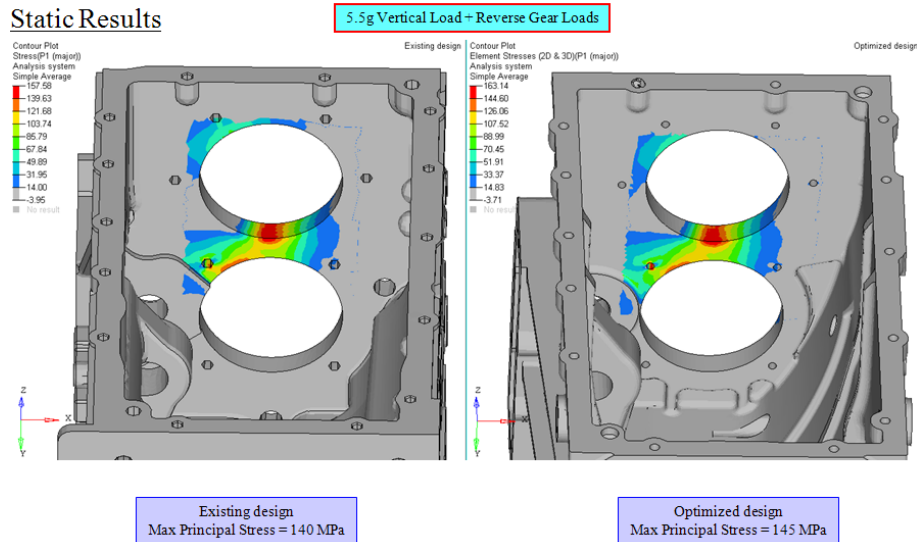 Static Results
5.5g Vertical Load + Reverse Gear Loads
Contour Plot
Stress(P1 (major))
Analysis system
Simple Average
157.58
139.63
121.68
103.74
85.79
67.84
49.89
31.95
14.00
-3.95
No result
Existing design
Contour Plot
Element Stresses (2D & 3D)(P1 (major))
Analysis system
Simple Average
163.14
144.60
126.06
107.52
88.99
70.45
51.91
33.37
14.83
-3.71
No result
Optimized design
Z
X
Y
Z
Y
Existing design
Max Principal Stress = 140 MPa
Optimized design
Max Principal Stress = 145 MPa